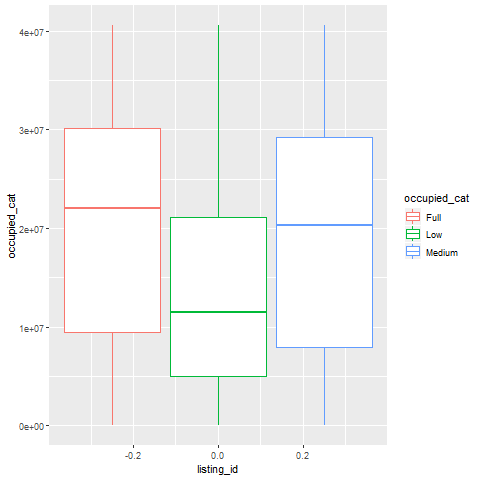 4e+07
3e+07
2e+07
1e+07
0e+00
occupied_cat
-0.2
0.0
0.2
listing_id
occupied_cat
Full
Low
Medium